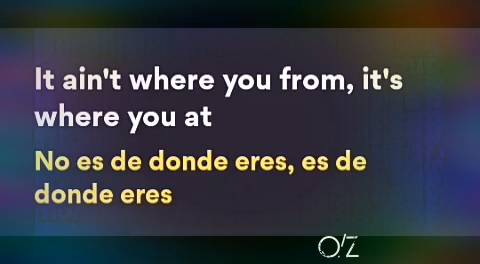 It ain't where you from, it's
where you at
No es de donde eres, es de
donde eres
O'Z